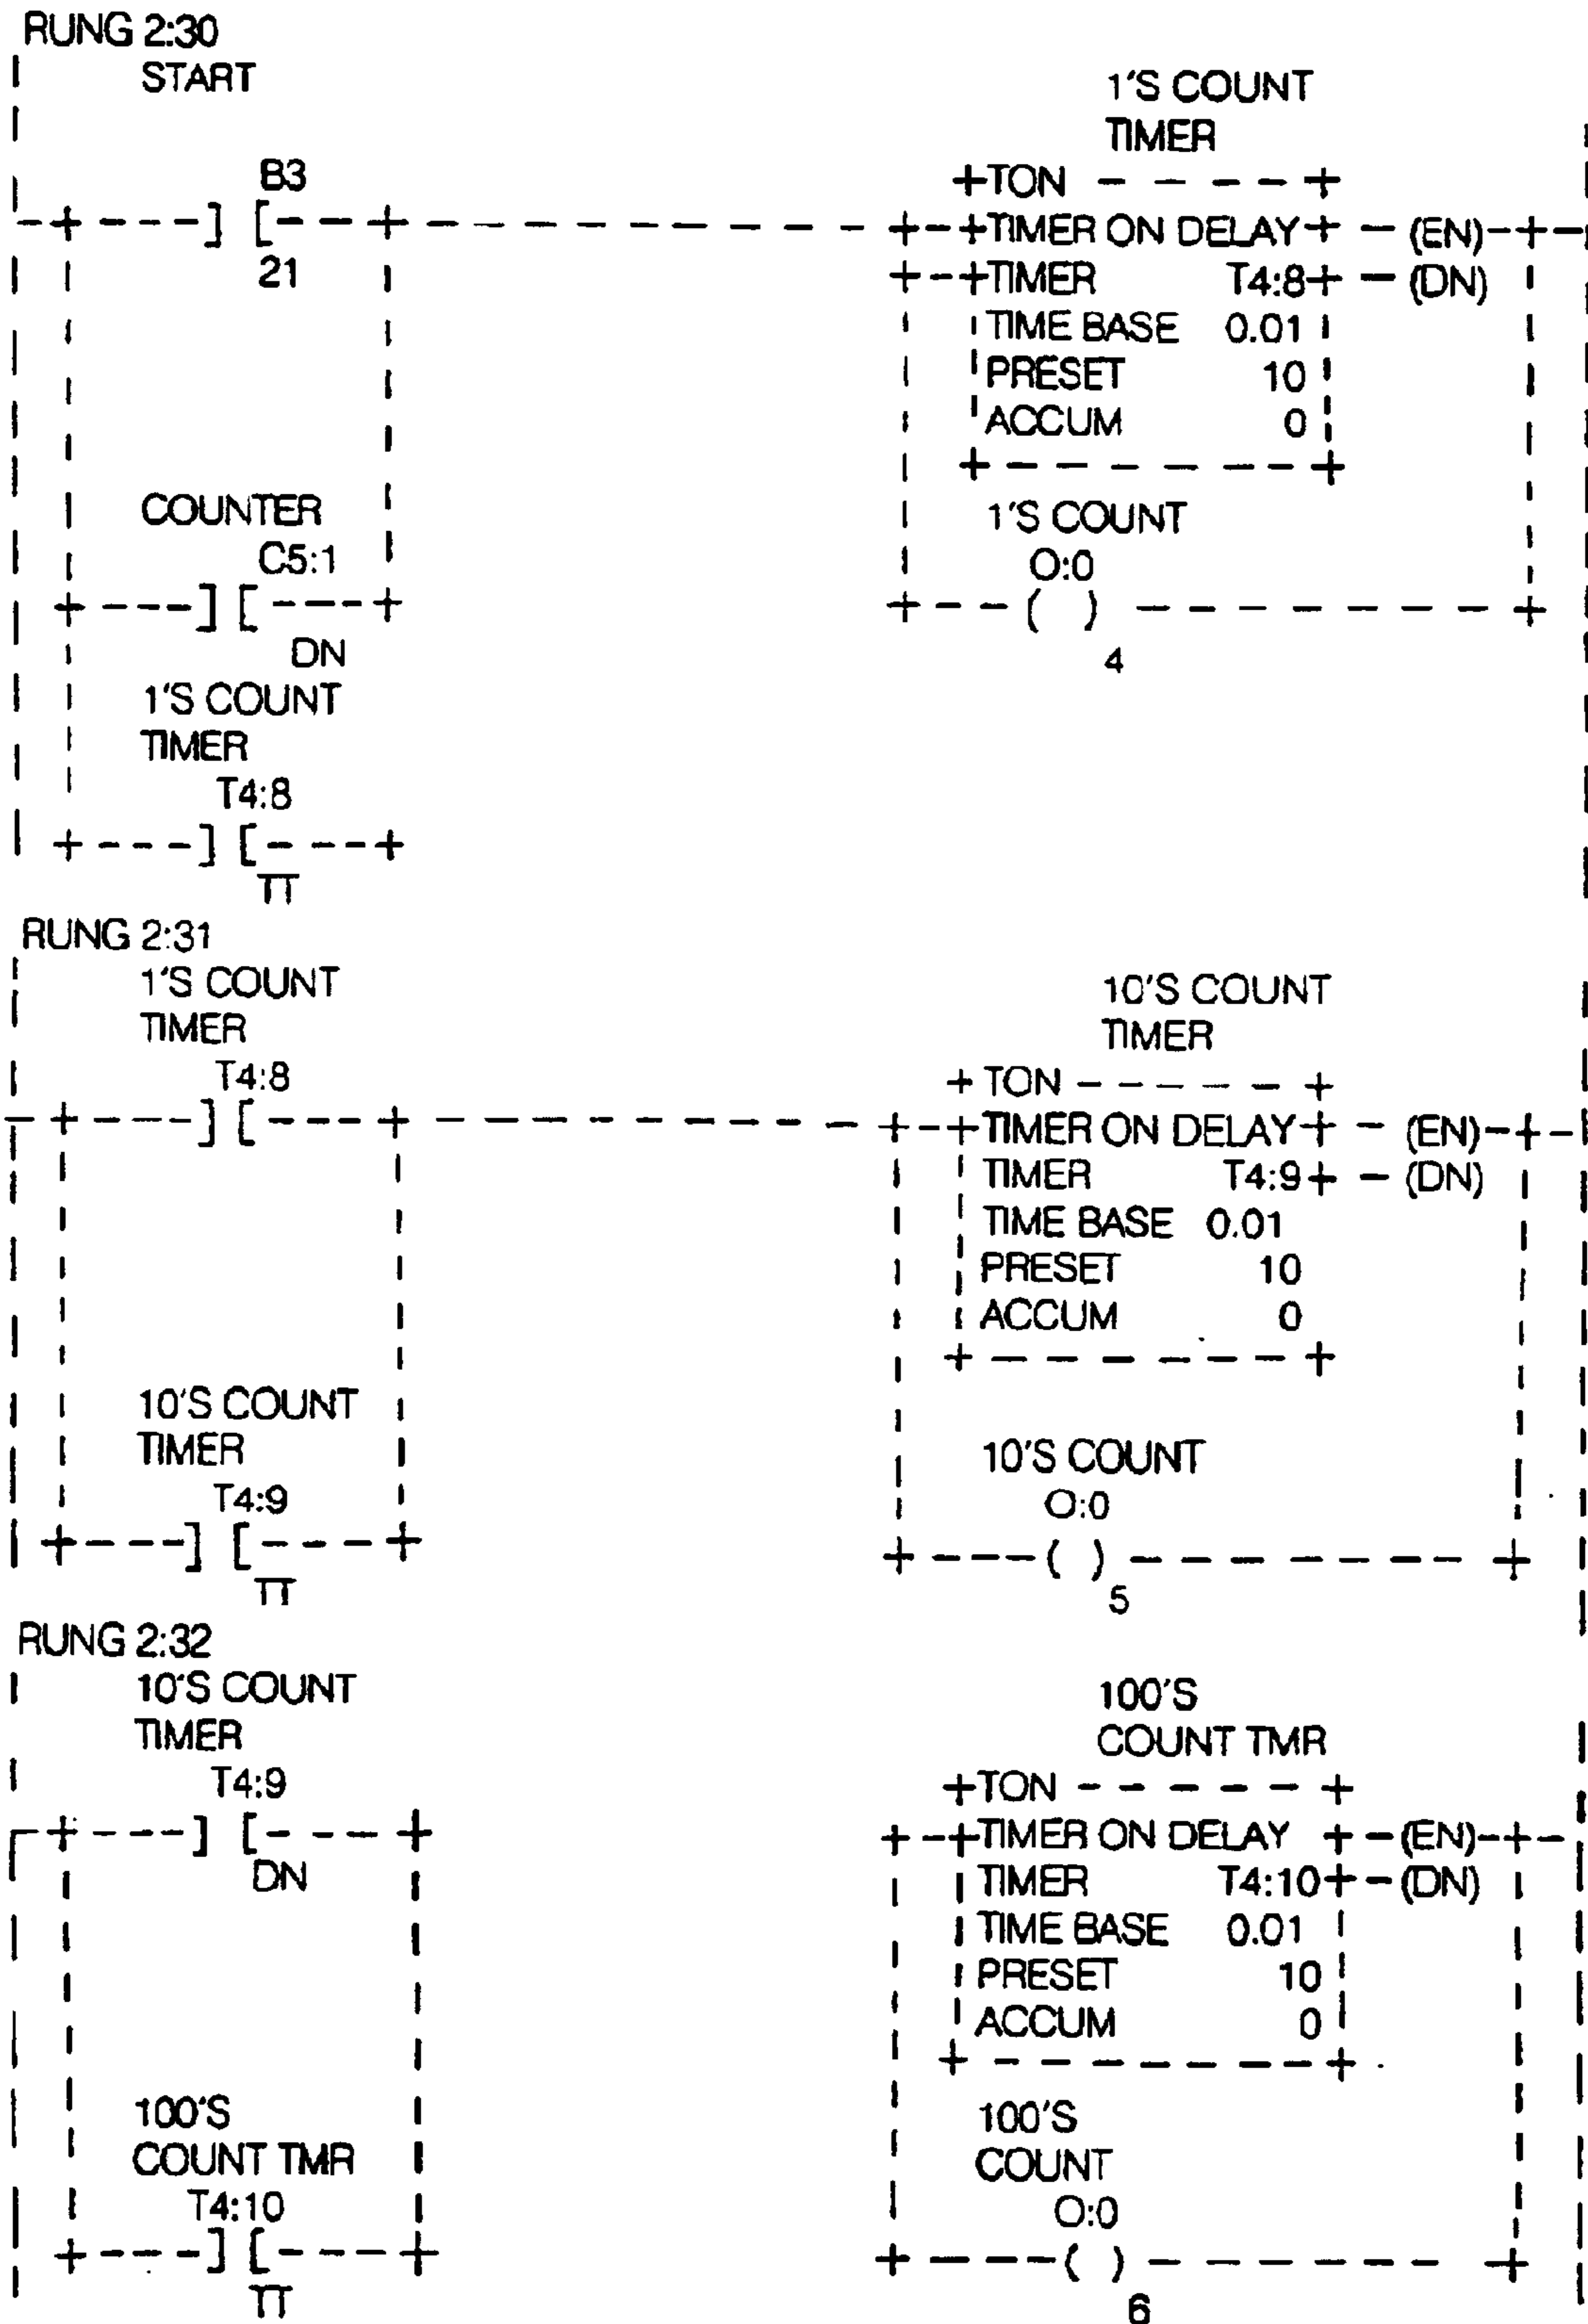 RUNG 2:30
START
B3
21
COUNTER
C5:1
DN
1'S COUNT
TIMER
T4:8
TT
1'S COUNT
TIMER
TON
TIMER ON DELAY (EN)
TIMER T4:8 (DN)
TIME BASE 0.01
PRESET 10
ACCUM 0
1'S COUNT
O:0
( )
4
RUNG 2:31
1'S COUNT
TIMER
T4:8
10'S COUNT
TIMER
T4:9
TT
10'S COUNT
TIMER
TON
TIMER ON DELAY (EN)
TIMER T4:9 (DN)
TIME BASE 0.01
PRESET 10
ACCUM 0
10'S COUNT
O:0
( )
5
RUNG 2:32
10'S COUNT
TIMER
T4:9
DN
100'S
COUNT TMR
T4:10
TT
100'S
COUNT TMR
TON
TIMER ON DELAY (EN)
TIMER T4:10 (DN)
TIME BASE 0.01
PRESET 10
ACCUM 0
100'S
COUNT
O:0
( )
6